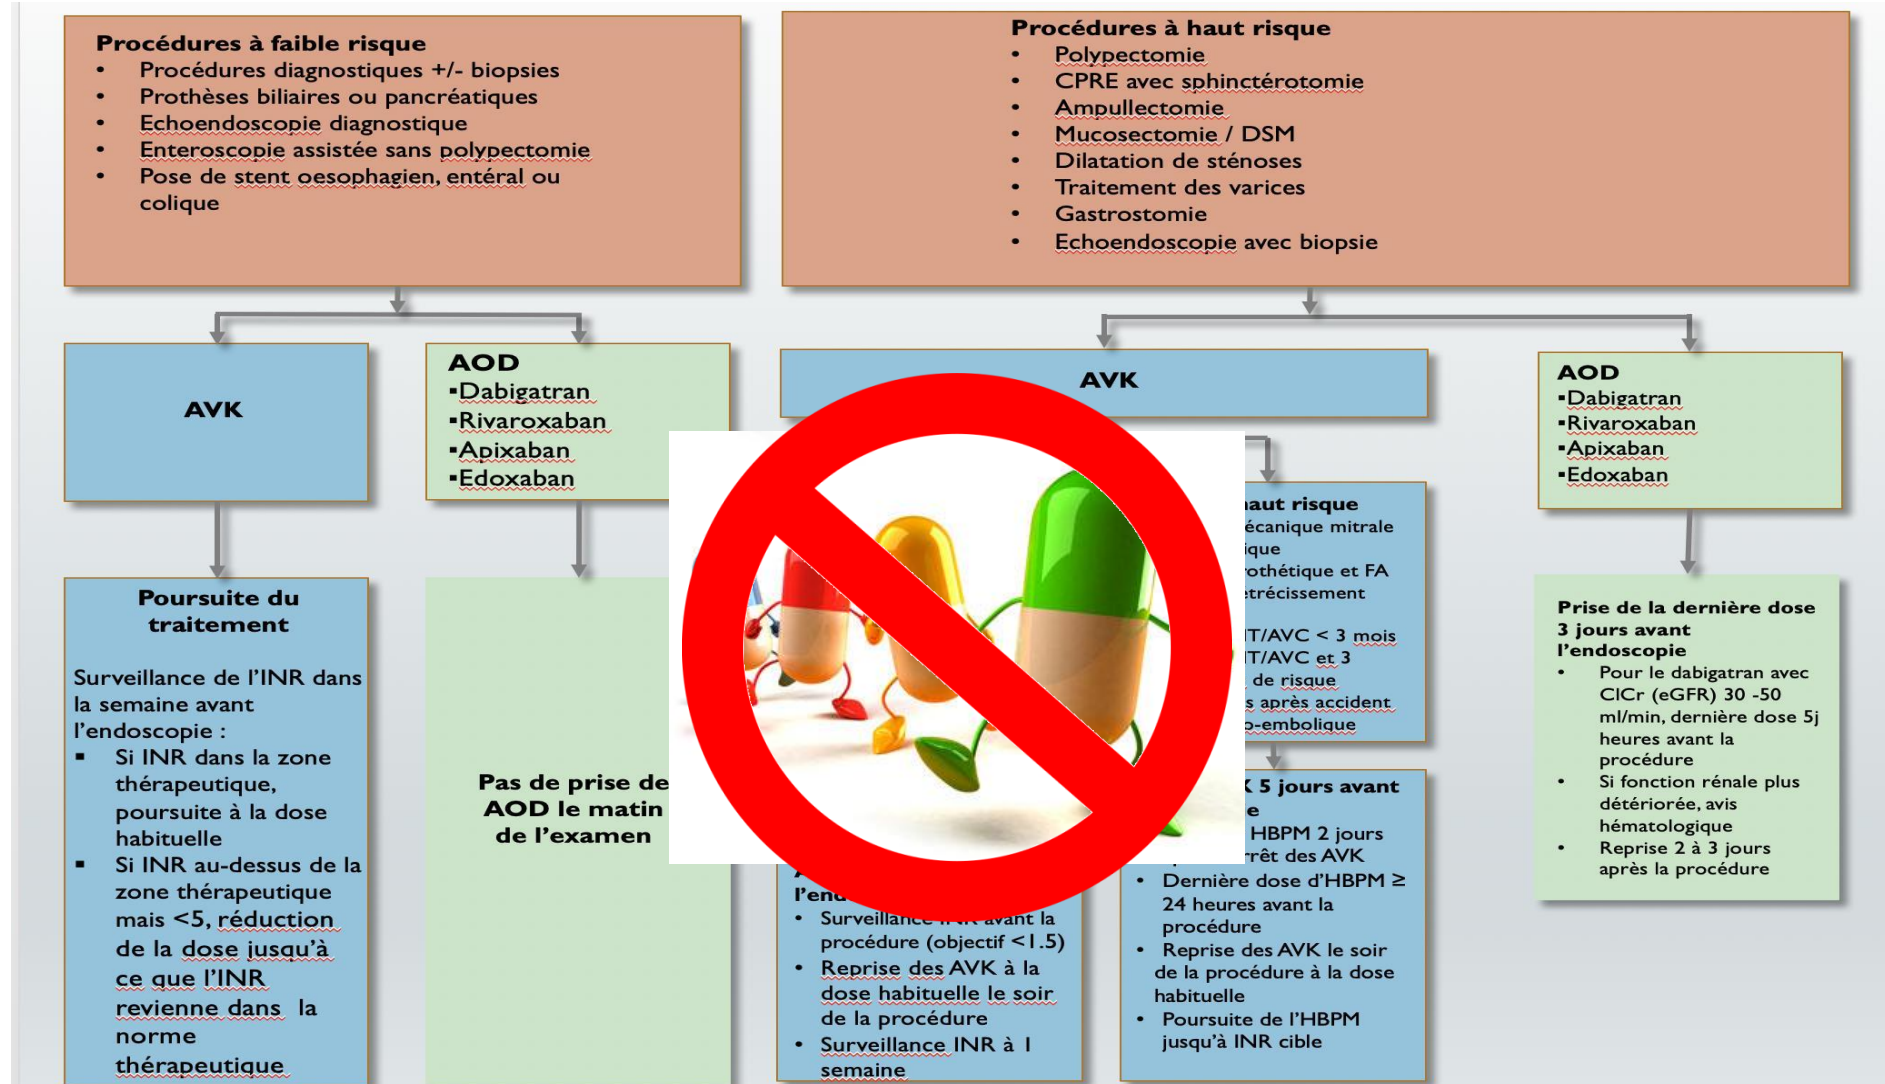 Procédures à faible risque
• Procédures diagnostiques +/- biopsies
• Prothèses biliaires ou pancréatiques
• Echoendoscopie diagnostique
• Enteroscopie assistée sans polypectomie
• Pose de stent oesophagien, entéral ou
colique
Procédures à haut risque
• Polypectomie
• CPRE avec sphinctérotomie
• Ampullectomie
• Mucosectomie / DSM
• Dilatation de sténoses
• Traitement des varices
• Gastrostomie
• Echoendoscopie avec biopsie
AVK
AOD
▪Dabigatran
▪Rivaroxaban
▪Apixaban
▪Edoxaban
AVK
AOD
▪Dabigatran
▪Rivaroxaban
▪Apixaban
▪Edoxaban
Poursuite du
traitement
Surveillance de l’INR dans
la semaine avant
l’endoscopie :
▪ Si INR dans la zone
thérapeutique,
poursuite à la dose
habituelle
▪ Si INR au-dessus de la
zone thérapeutique
mais <5, réduction
de la dose jusqu’à
ce que l’INR
revienne dans la
norme
thérapeutique
Pas de prise de
AOD le matin
de l’examen
• Surveillance INR avant la
procédure (objectif <1.5)
• Reprise des AVK à la
dose habituelle le soir
de la procédure
• Surveillance INR à 1
semaine
haut risque
mitrale
et FA
IT/AVC < 3 mois
IT/AVC et 3
de risque
après accident
5 jours avant
HBPM 2 jours
des AVK
• Dernière dose d’HBPM ≥
24 heures avant la
procédure
• Reprise des AVK le soir
de la procédure à la dose
habituelle
• Poursuite de l’HBPM
jusqu’à INR cible
Prise de la dernière dose
3 jours avant
l’endoscopie
• Pour le dabigatran avec
ClCr (eGFR) 30 -50
ml/min, dernière dose 5j
heures avant la
procédure
• Si fonction rénale plus
détériorée, avis
hématologique
• Reprise 2 à 3 jours
après la procédure